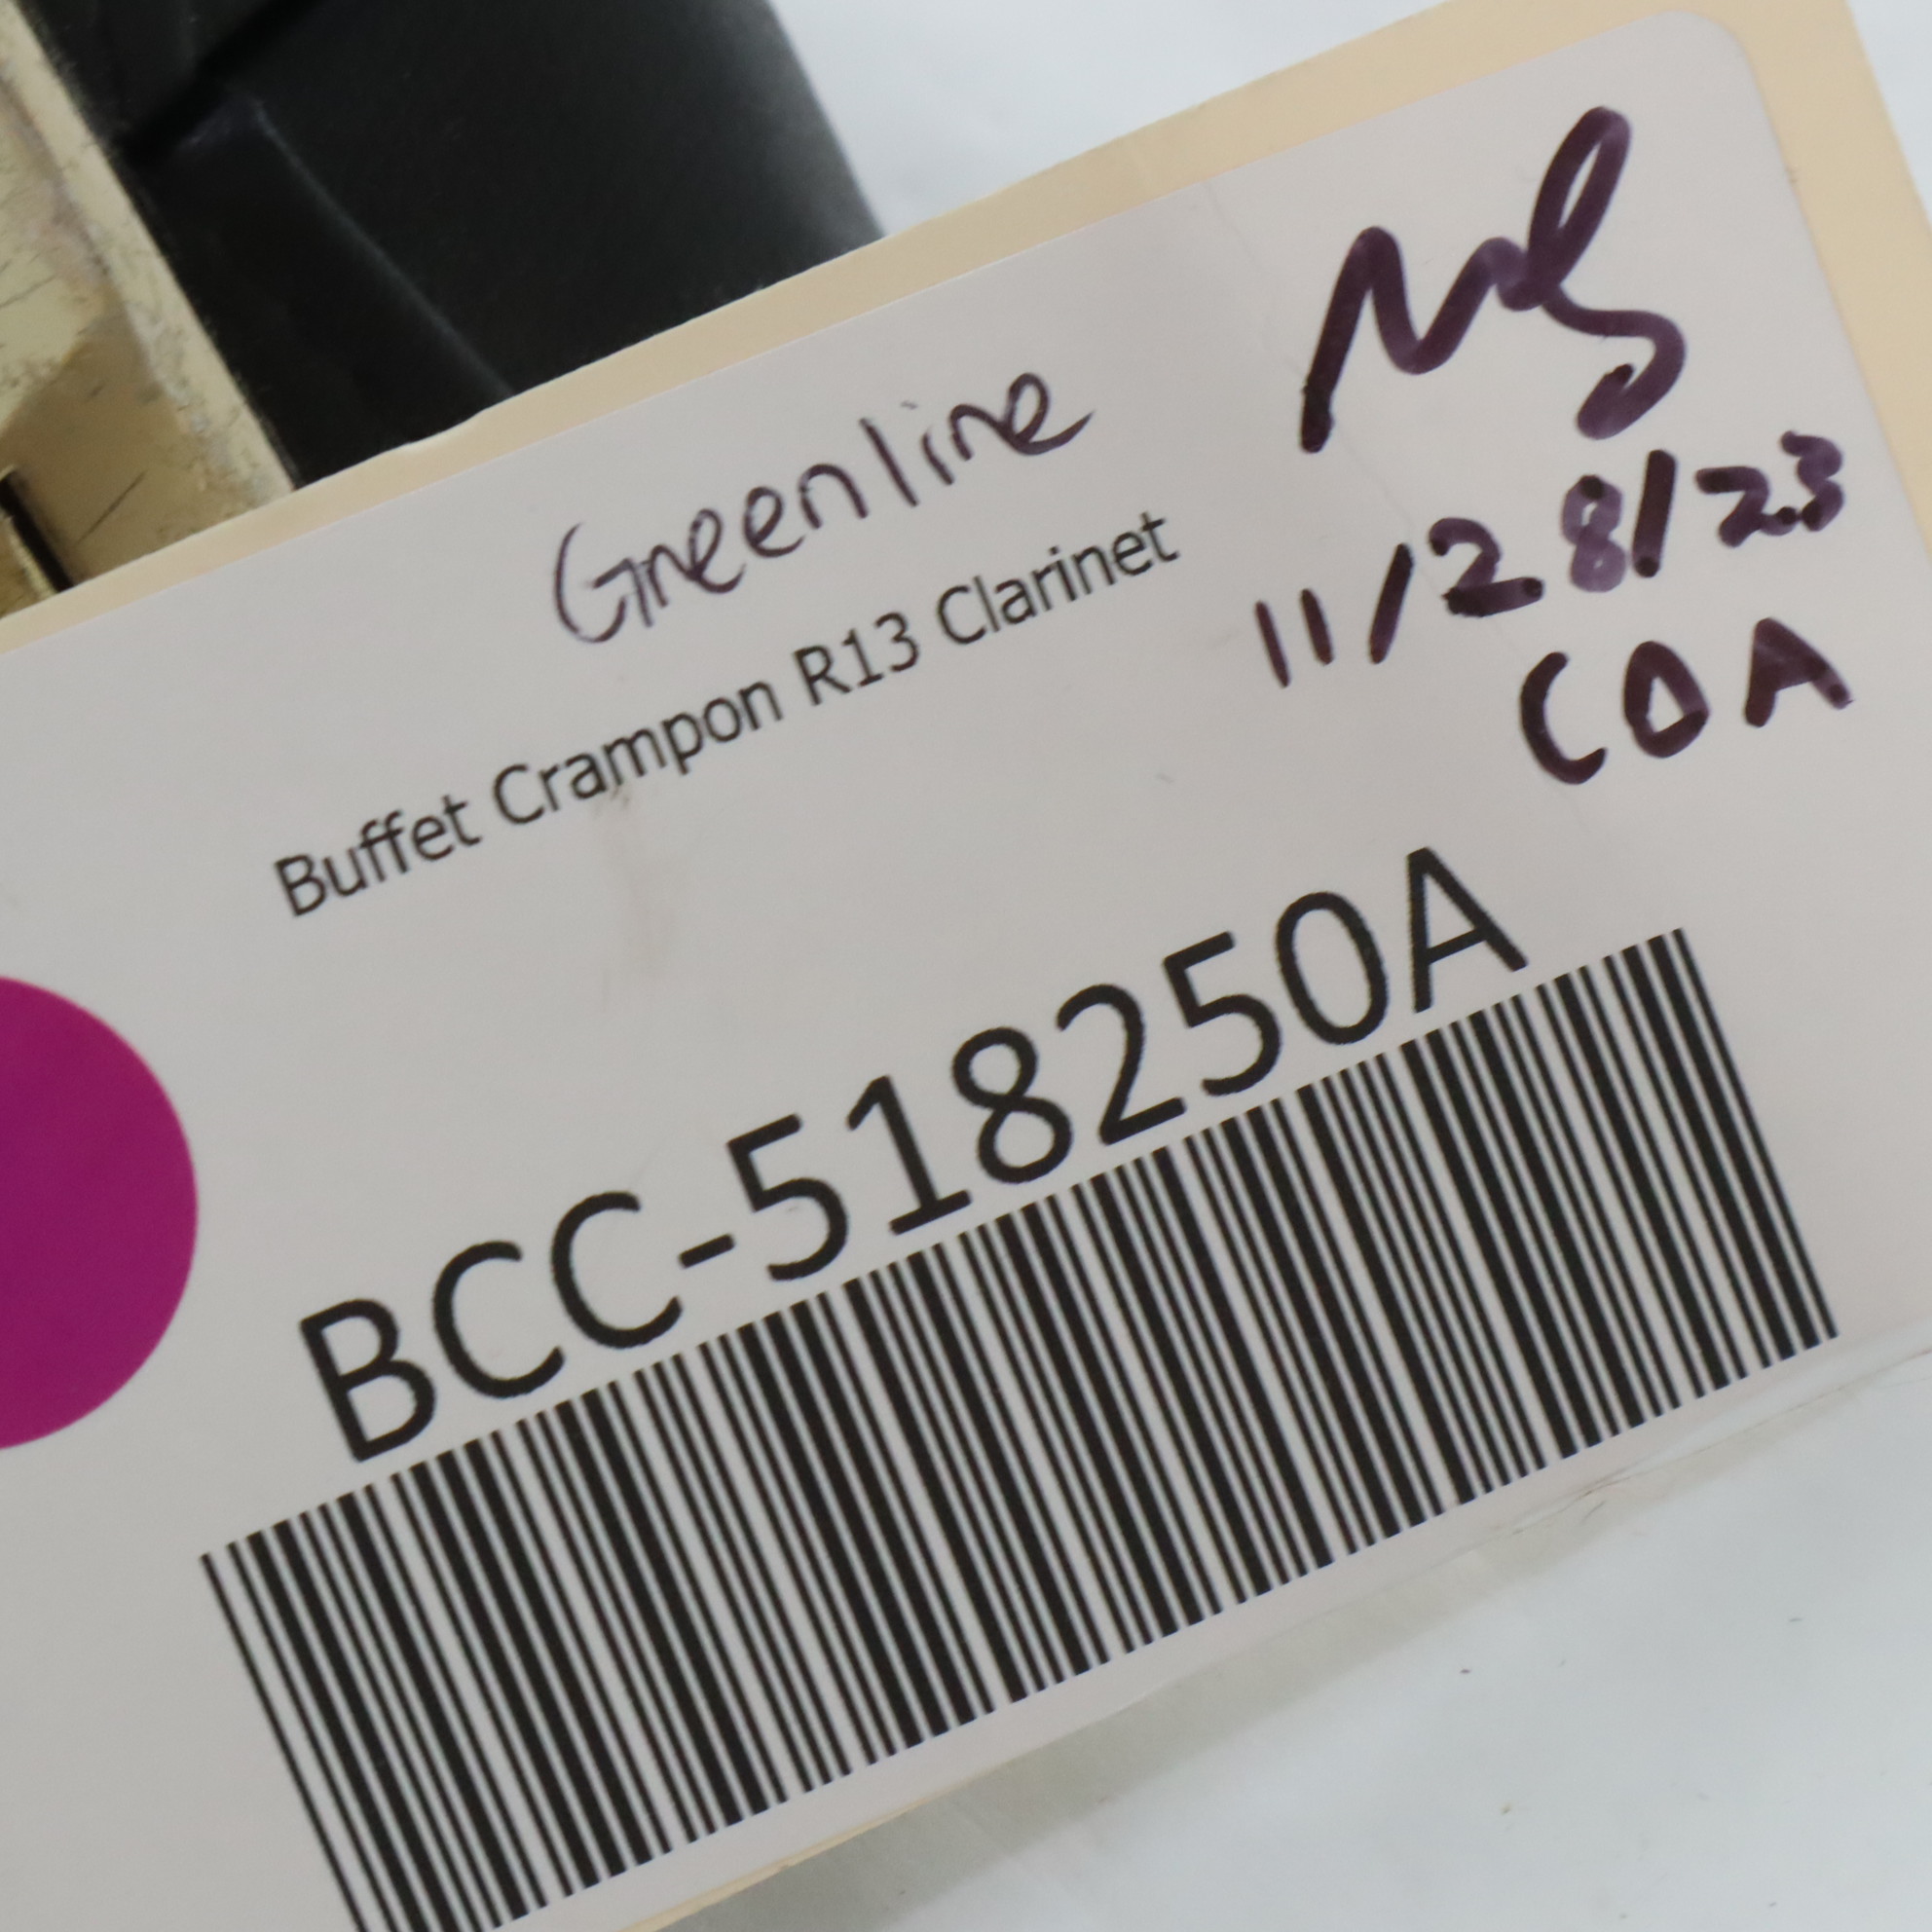 Greenline
Buffet Crampon R13 Clarinet
11/28/23
COA
BCC-518250A